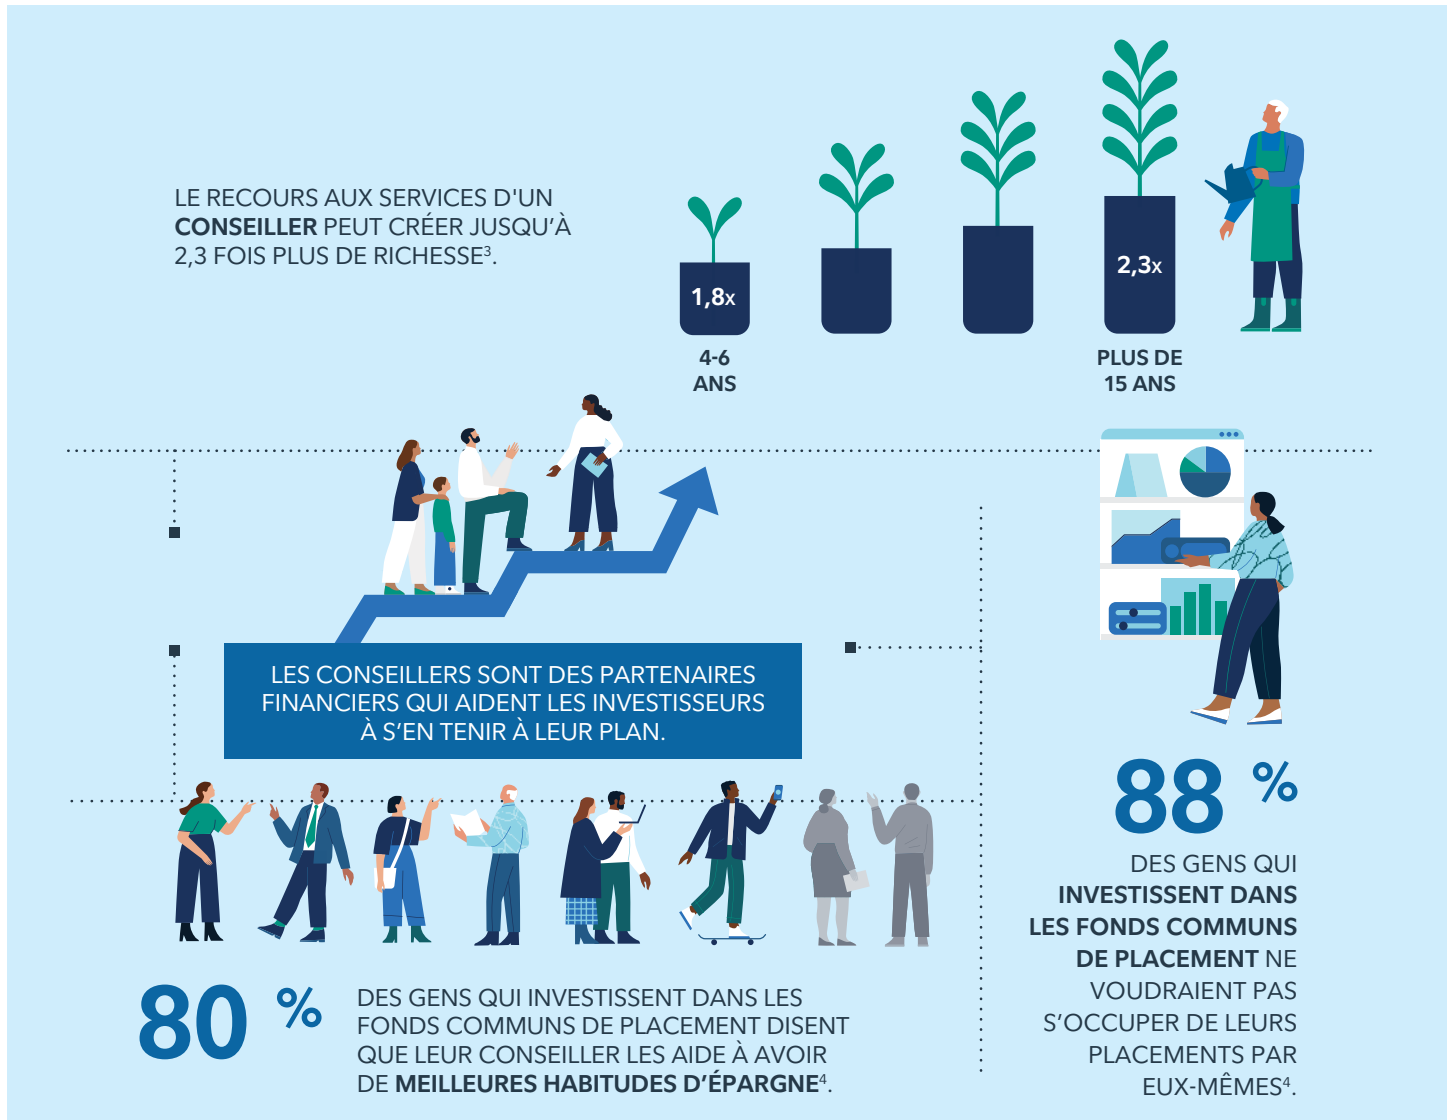 LE RECOURS AUX SERVICES D'UN
CONSEILLER PEUT CRÉER JUSQU’À
2,3 FOIS PLUS DE RICHESSE³.
1,8x
2,3x
4-6
ANS
PLUS DE
15 ANS
LES CONSEILLERS SONT DES PARTENAIRES
FINANCIERS QUI AIDENT LES INVESTISSEURS
À S’EN TENIR À LEUR PLAN.
88 %
DES GENS QUI
INVESTISSENT DANS
LES FONDS COMMUNS
DE PLACEMENT NE
VOUDRAIENT PAS
S’OCCUPER DE LEURS
PLACEMENTS PAR
EUX-MÊMES⁴.
80 %
DES GENS QUI INVESTISSENT DANS LES
FONDS COMMUNS DE PLACEMENT DISENT
QUE LEUR CONSEILLER LES AIDE À AVOIR
DE MEILLEURES HABITUDES D’ÉPARGNE⁴.